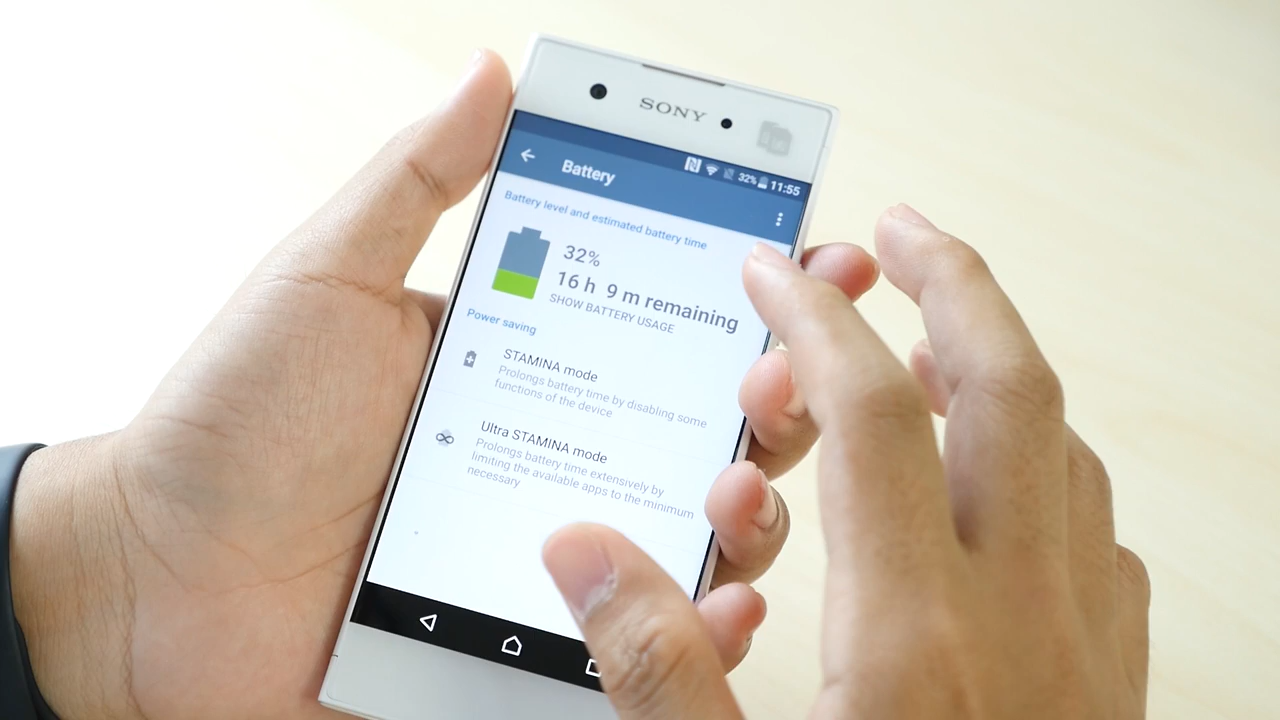 SONY
32% 11:55
Battery
Battery level and estimated battery time
32%
16 h 9 m remaining
SHOW BATTERY USAGE
Power saving
STAMINA mode
Prolongs battery time by disabling some
functions of the device
Ultra STAMINA mode
Prolongs battery time extensively by
limiting the available apps to the minimum
necessary